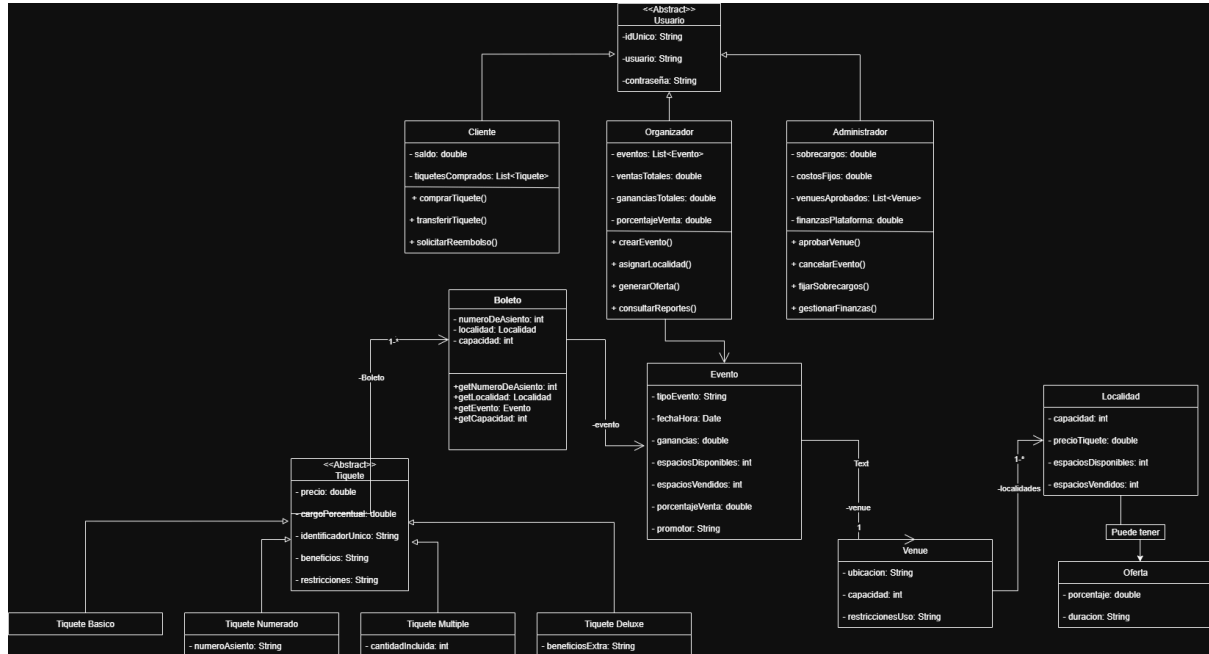 <<Abstract>>
Usuario
-idUnico: String
-usuario: String
-contraseña: String
Cliente
- saldo: double
- tiquetesComprados: List<Tiquete>
+ comprarTiquete()
+ transferirTiquete()
+ solicitarReembolso()
Organizador
- eventos: List<Evento>
- ventasTotales: double
- gananciasTotales: double
- porcentajeVenta: double
+ crearEvento()
+ asignarLocalidad()
+ generarOferta()
+ consultarReportes()
Administrador
- sobrecargos: double
- costosFijos: double
- venuesAprobados: List<Venue>
- finanzasPlataforma: double
+ aprobarVenue()
+ cancelarEvento()
+ fijarSobrecargos()
+ gestionarFinanzas()
Boleto
- numeroDeAsiento: int
- localidad: Localidad
- capacidad: int
+getNumeroDeAsiento: int
+getLocalidad: Localidad
+getEvento: Evento
+getCapacidad: int
1-*
-Boleto
-evento
Evento
- tipoEvento: String
- fechaHora: Date
- ganancias: double
- espaciosDisponibles: int
- espaciosVendidos: int
- porcentajeVenta: double
- promotor: String
Text
-venue
1
Localidad
- capacidad: int
- precioTiquete: double
- espaciosDisponibles: int
- espaciosVendidos: int
1-*
-localidades
Puede tener
<<Abstract>>
Tiquete
- precio: double
- cargoPorcentual: double
- identificadorUnico: String
- beneficios: String
- restricciones: String
Venue
- ubicacion: String
- capacidad: int
- restriccionesUso: String
Oferta
- porcentaje: double
- duracion: String
Tiquete Basico
Tiquete Numerado
- numeroAsiento: String
Tiquete Multiple
- cantidadIncluida: int
Tiquete Deluxe
- beneficiosExtra: String